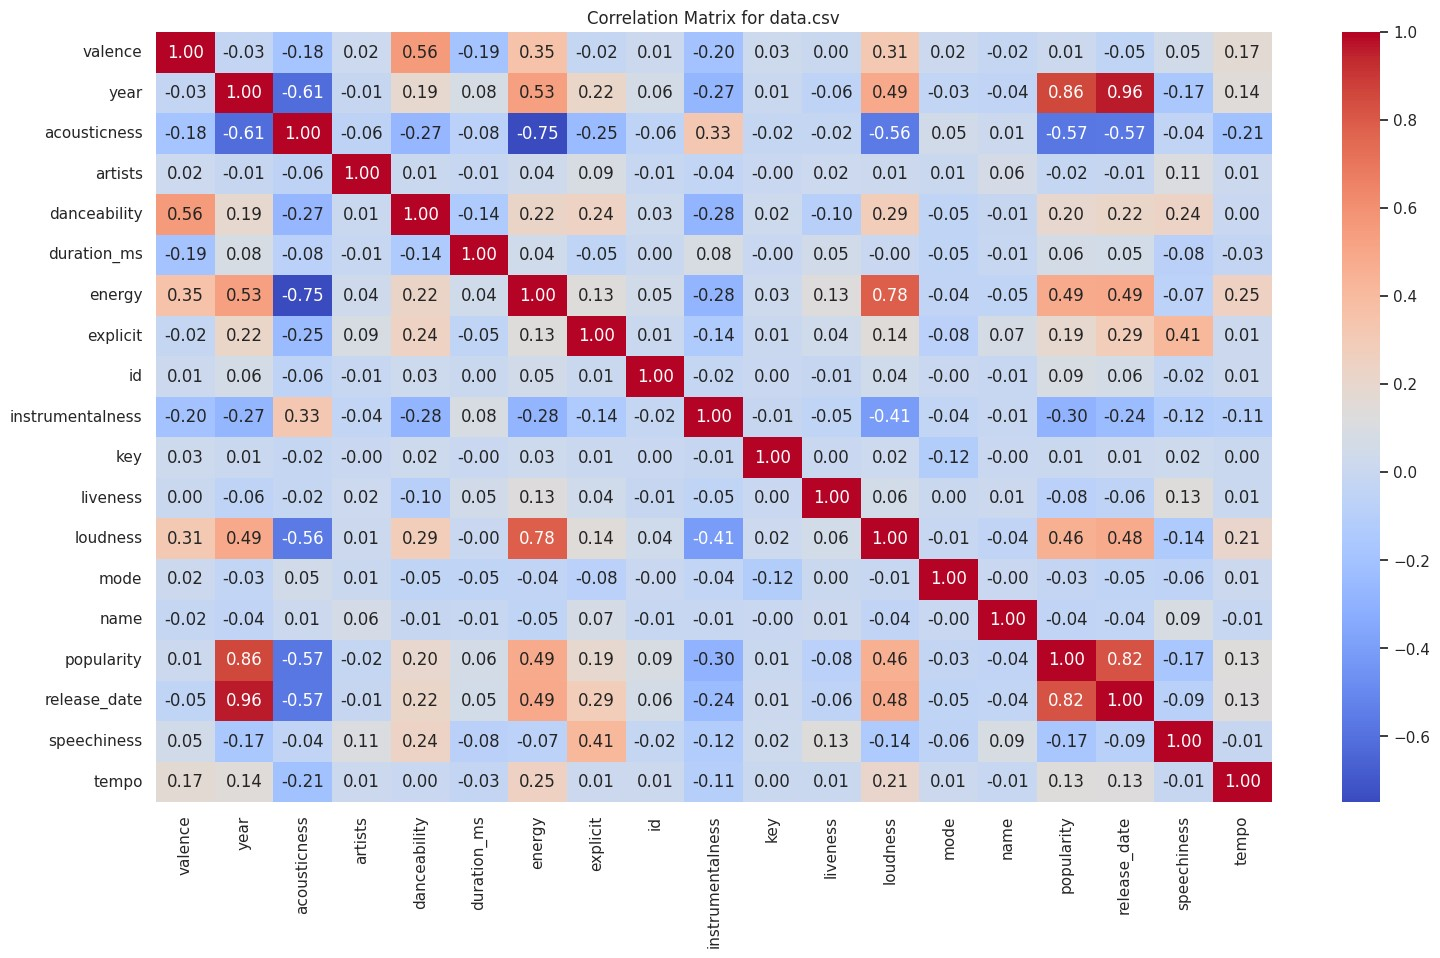 Correlation Matrix for data.csv
valence 1.00 -0.03 -0.18 0.02 0.56 -0.19 0.35 -0.02 0.01 -0.20 0.03 0.00 0.31 0.02 -0.02 0.01 -0.05 0.05 0.17
year -0.03 1.00 -0.61 -0.01 0.19 0.08 0.53 0.22 0.06 -0.27 0.01 -0.06 0.49 -0.03 -0.04 0.86 0.96 -0.17 0.14
acousticness -0.18 -0.61 1.00 -0.06 -0.27 -0.08 -0.75 -0.25 -0.06 0.33 -0.02 -0.02 -0.56 0.05 0.01 -0.57 -0.57 -0.04 -0.21
artists 0.02 -0.01 -0.06 1.00 0.01 -0.01 0.04 0.09 -0.01 -0.04 -0.00 0.02 0.01 0.01 0.06 -0.02 -0.01 0.11 0.01
danceability 0.56 0.19 -0.27 0.01 1.00 -0.14 0.22 0.24 0.03 -0.28 0.02 -0.10 0.29 -0.05 -0.01 0.20 0.22 0.24 0.00
duration_ms -0.19 0.08 -0.08 -0.01 -0.14 1.00 0.04 -0.05 0.00 0.08 -0.00 0.05 -0.00 -0.05 -0.01 0.06 0.05 -0.08 -0.03
energy 0.35 0.53 -0.75 0.04 0.22 0.04 1.00 0.13 0.05 -0.28 0.03 0.13 0.78 -0.04 -0.05 0.49 0.49 -0.07 0.25
explicit -0.02 0.22 -0.25 0.09 0.24 -0.05 0.13 1.00 0.01 -0.14 0.01 0.04 0.14 -0.08 0.07 0.19 0.29 0.41 0.01
id 0.01 0.06 -0.06 -0.01 0.03 0.00 0.05 0.01 1.00 -0.02 0.00 -0.01 0.04 -0.00 -0.01 0.09 0.06 -0.02 0.01
instrumentalness -0.20 -0.27 0.33 -0.04 -0.28 0.08 -0.28 -0.14 -0.02 1.00 -0.01 -0.05 -0.41 -0.04 -0.01 -0.30 -0.24 -0.12 -0.11
key 0.03 0.01 -0.02 -0.00 0.02 -0.00 0.03 0.01 0.00 -0.01 1.00 0.00 0.02 -0.12 -0.00 0.01 0.01 0.02 0.00
liveness 0.00 -0.06 -0.02 0.02 -0.10 0.05 0.13 0.04 -0.01 -0.05 0.00 1.00 0.06 0.00 0.01 -0.08 -0.06 0.13 0.01
loudness 0.31 0.49 -0.56 0.01 0.29 -0.00 0.78 0.14 0.04 -0.41 0.02 0.06 1.00 -0.01 -0.04 0.46 0.48 -0.14 0.21
mode 0.02 -0.03 0.05 0.01 -0.05 -0.05 -0.04 -0.08 -0.00 -0.04 -0.12 0.00 -0.01 1.00 -0.00 -0.03 -0.05 -0.06 0.01
name -0.02 -0.04 0.01 0.06 -0.01 -0.01 -0.05 0.07 -0.01 -0.01 -0.00 0.01 -0.04 -0.00 1.00 -0.04 -0.04 0.09 -0.01
popularity 0.01 0.86 -0.57 -0.02 0.20 0.06 0.49 0.19 0.09 -0.30 0.01 -0.08 0.46 -0.03 -0.04 1.00 0.82 -0.17 0.13
release_date -0.05 0.96 -0.57 -0.01 0.22 0.05 0.49 0.29 0.06 -0.24 0.01 -0.06 0.48 -0.05 -0.04 0.82 1.00 -0.09 0.13
speechiness 0.05 -0.17 -0.04 0.11 0.24 -0.08 -0.07 0.41 -0.02 -0.12 0.02 0.13 -0.14 -0.06 0.09 -0.17 -0.09 1.00 -0.01
tempo 0.17 0.14 -0.21 0.01 0.00 -0.03 0.25 0.01 0.01 -0.11 0.00 0.01 0.21 0.01 -0.01 0.13 0.13 -0.01 1.00
valence
year
acousticness
artists
danceability
duration_ms
energy
explicit
id
instrumentalness
key
liveness
loudness
mode
name
popularity
release_date
speechiness
tempo
1.0
0.8
0.6
0.4
0.2
0.0
−0.2
−0.4
−0.6